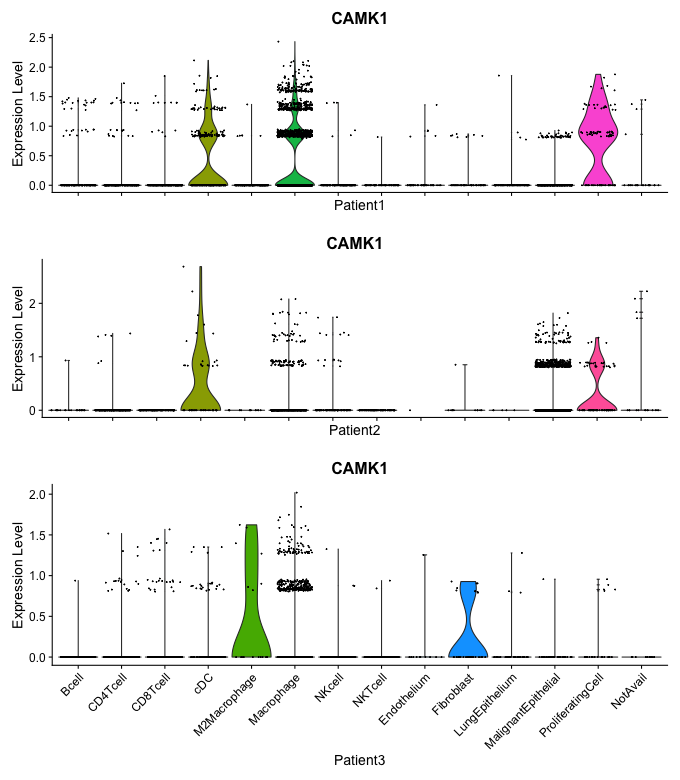 CAMK1
Expression Level
2.5
2.0
1.5
1.0
0.5
0.0
Patient1
CAMK1
Expression Level
2
1
0
Patient2
CAMK1
Expression Level
2.0
1.5
1.0
0.5
0.0
Bcell
CD4Tcell
CD8Tcell
cDC
M2Macrophage
Macrophage
NKcell
NKTcell
Endothelium
Fibroblast
LungEpithelium
MalignantEpithelial
ProliferatingCell
NotAvail
Patient3